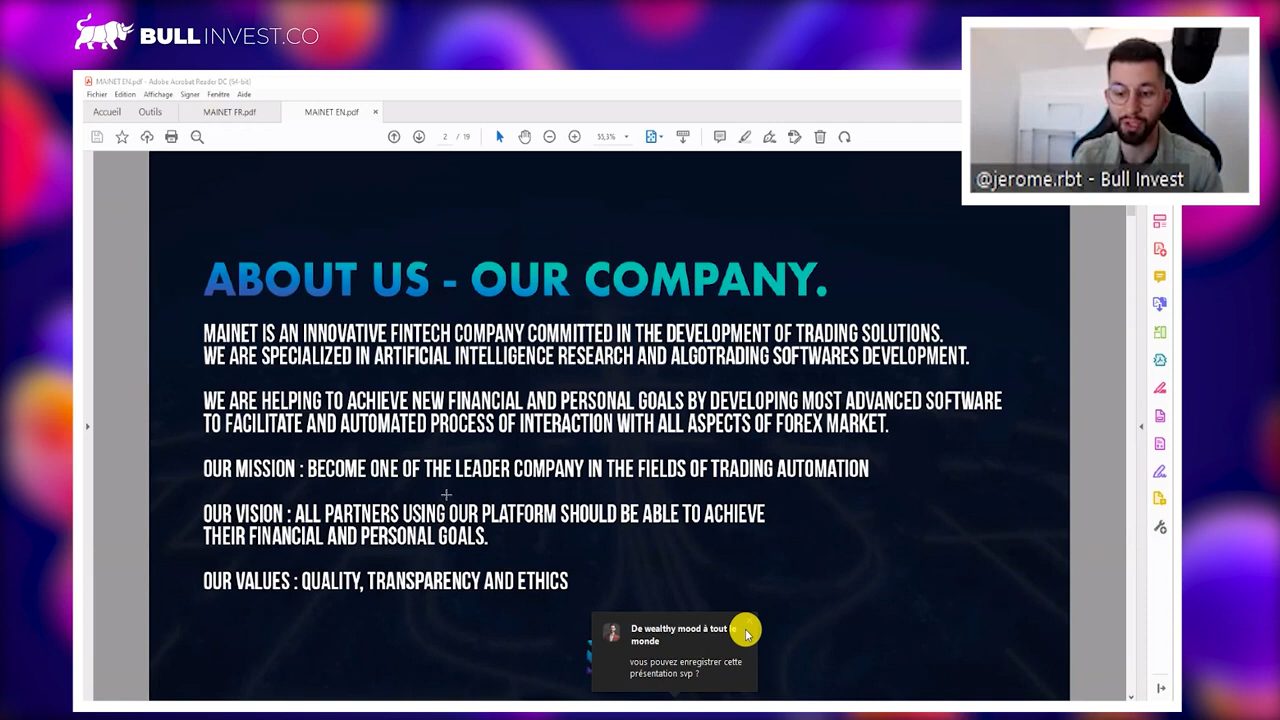 BULLINVEST.CO
MAINET EN.pdf - Adobe Acrobat Reader DC (64-bit)
Fichier Edition Affichage Signer Fenêtre Aide
Accueil Outils MAINET FR.pdf MAINET EN.pdf ×
2 / 19 55,3%
@jerome.rbt - Bull Invest
ABOUT US - OUR COMPANY.
MAINET IS AN INNOVATIVE FINTECH COMPANY COMMITTED IN THE DEVELOPMENT OF TRADING SOLUTIONS.
WE ARE SPECIALIZED IN ARTIFICIAL INTELLIGENCE RESEARCH AND ALGOTRADING SOFTWARES DEVELOPMENT.
WE ARE HELPING TO ACHIEVE NEW FINANCIAL AND PERSONAL GOALS BY DEVELOPING MOST ADVANCED SOFTWARE
TO FACILITATE AND AUTOMATED PROCESS OF INTERACTION WITH ALL ASPECTS OF FOREX MARKET.
OUR MISSION : BECOME ONE OF THE LEADER COMPANY IN THE FIELDS OF TRADING AUTOMATION
OUR VISION : ALL PARTNERS USING OUR PLATFORM SHOULD BE ABLE TO ACHIEVE
THEIR FINANCIAL AND PERSONAL GOALS.
OUR VALUES : QUALITY, TRANSPARENCY AND ETHICS
De wealthy mood à tout le
monde
vous pouvez enregistrer cette
présentation svp ?